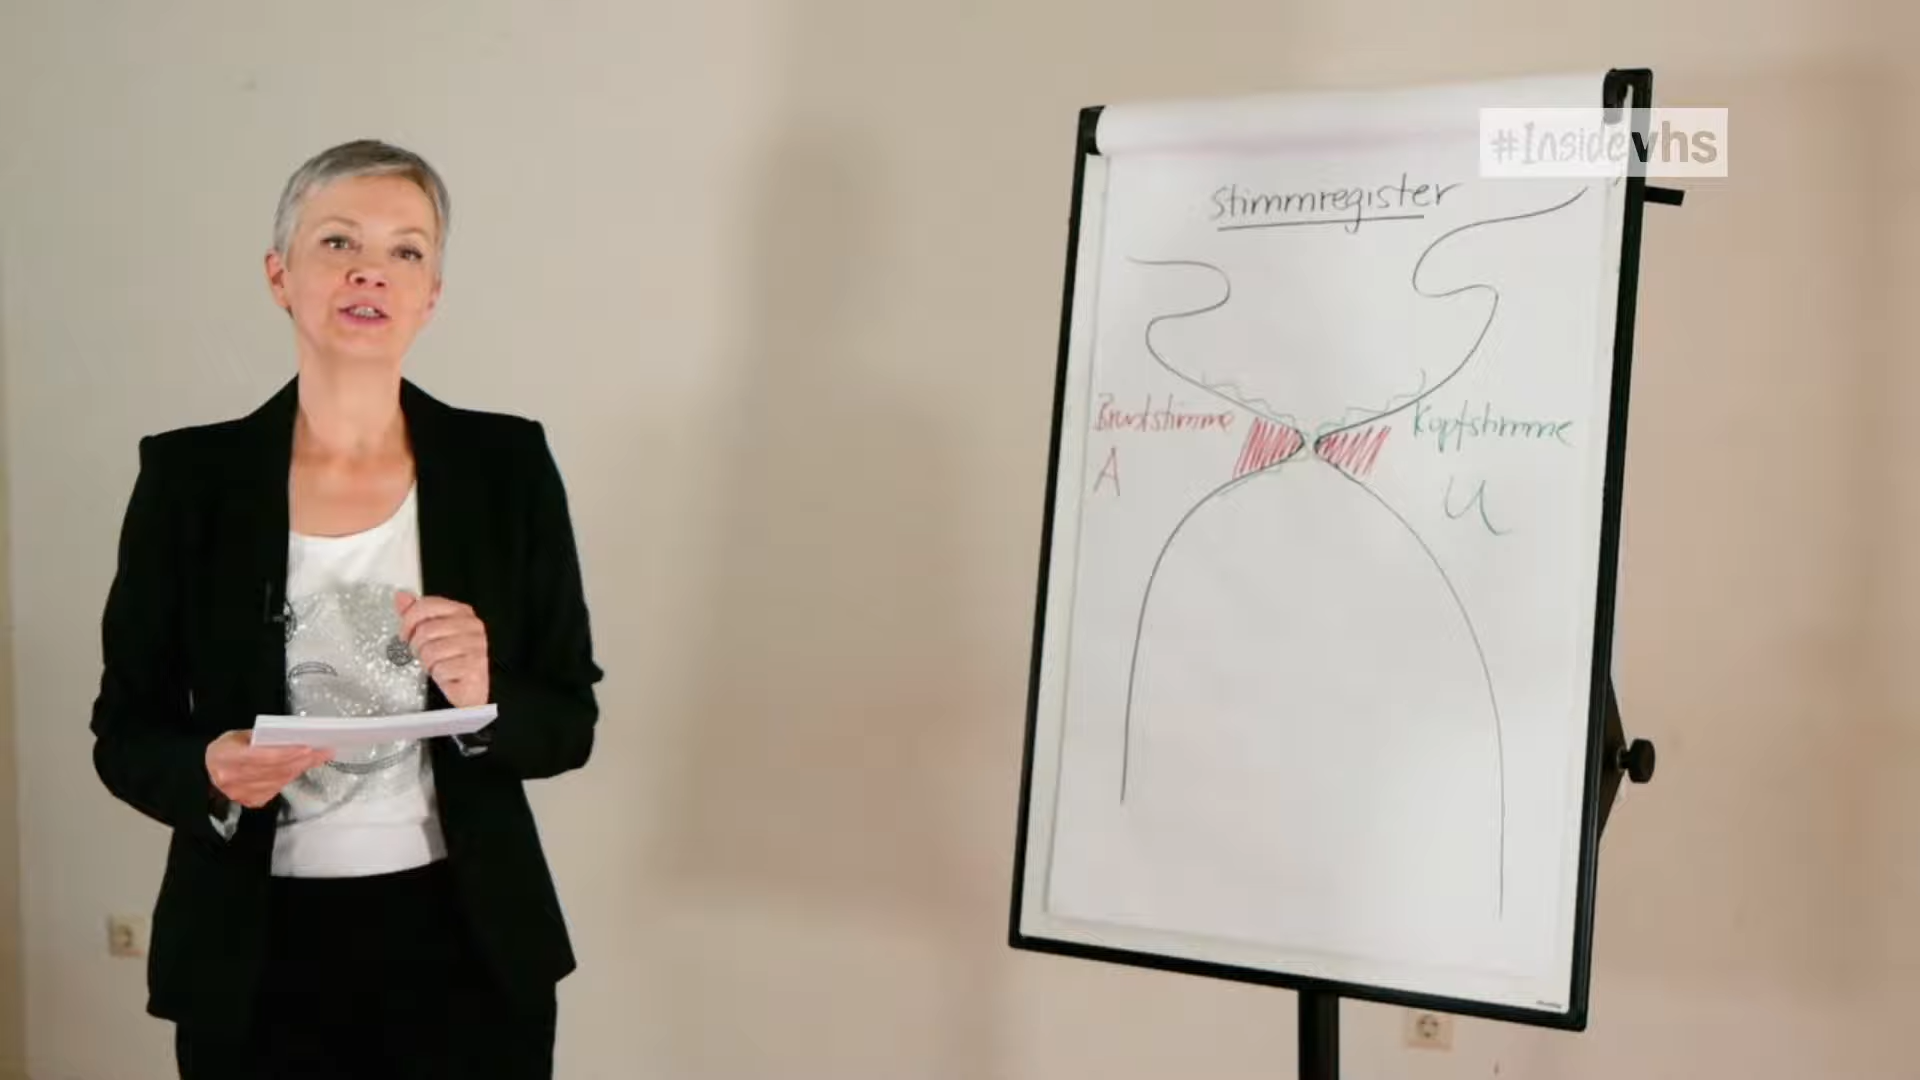 #Insidevhs
Stimmregister
Bruststimme
Kopfstimme
A
U